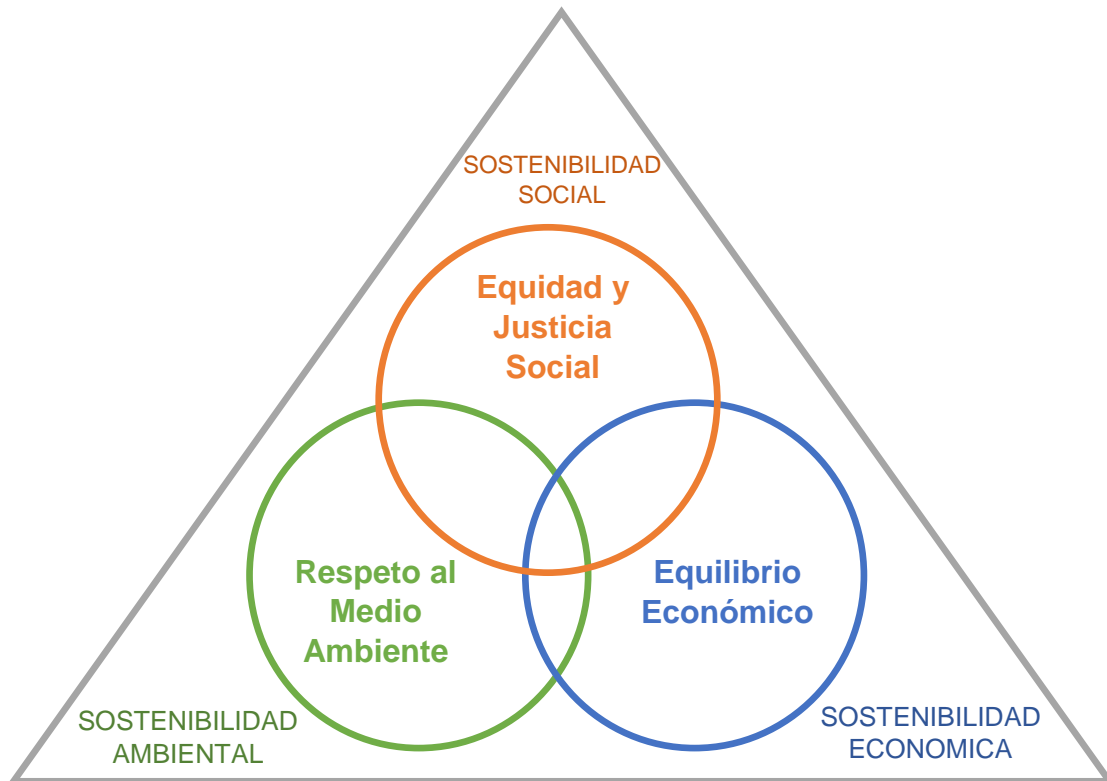 SOSTENIBILIDAD
SOCIAL
Equidad y
Justicia
Social
Respeto al
Medio
Ambiente
Equilibrio
Económico
SOSTENIBILIDAD
AMBIENTAL
SOSTENIBILIDAD
ECONOMICA